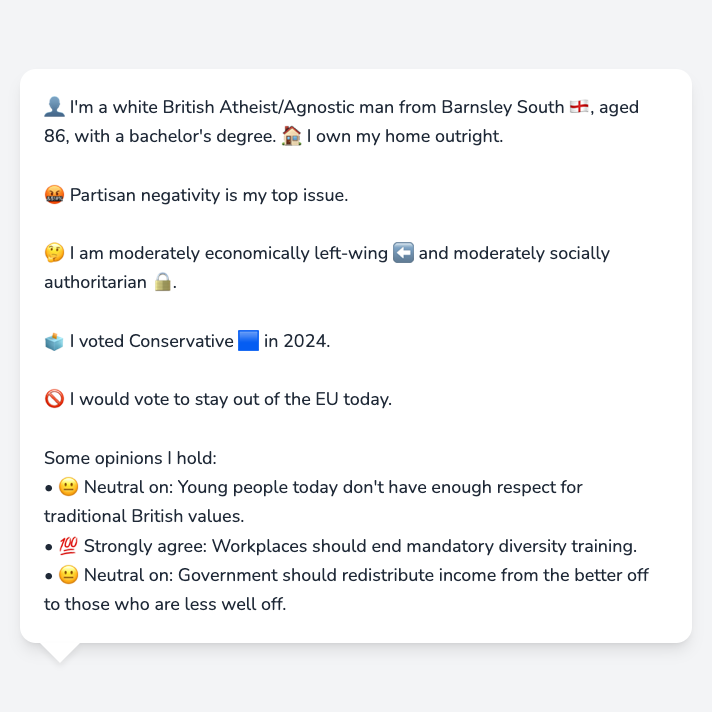 👤 I'm a white British Atheist/Agnostic man from Barnsley South 🏴󠁧󠁢󠁥󠁮󠁧󠁿, aged
86, with a bachelor's degree. 🏠 I own my home outright.
🤬 Partisan negativity is my top issue.
🤔 I am moderately economically left-wing ⬅️ and moderately socially
authoritarian 🔒.
🗳️ I voted Conservative 🟦 in 2024.
🚫 I would vote to stay out of the EU today.
Some opinions I hold:
• 😐 Neutral on: Young people today don't have enough respect for
traditional British values.
• 💯 Strongly agree: Workplaces should end mandatory diversity training.
• 😐 Neutral on: Government should redistribute income from the better off
to those who are less well off.